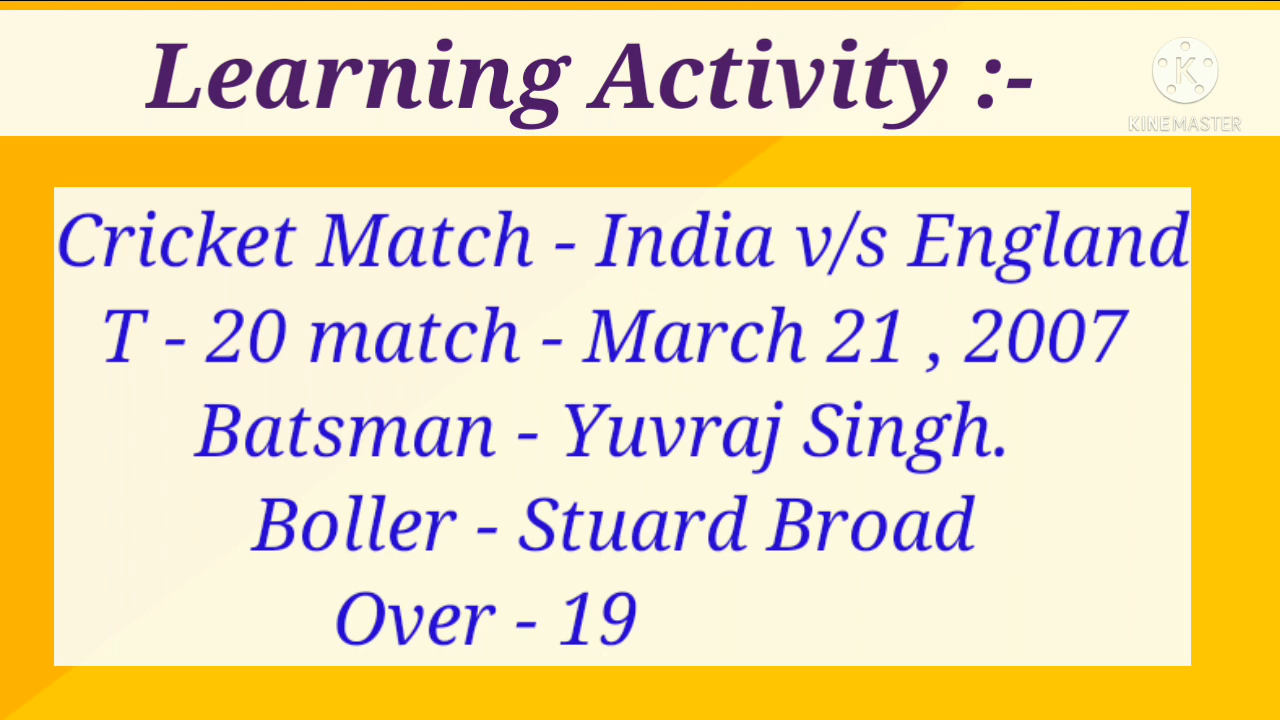 Learning Activity :-
K
KINEMASTER
Cricket Match - India v/s England
T - 20 match - March 21 , 2007
Batsman - Yuvraj Singh.
Boller - Stuard Broad
Over - 19